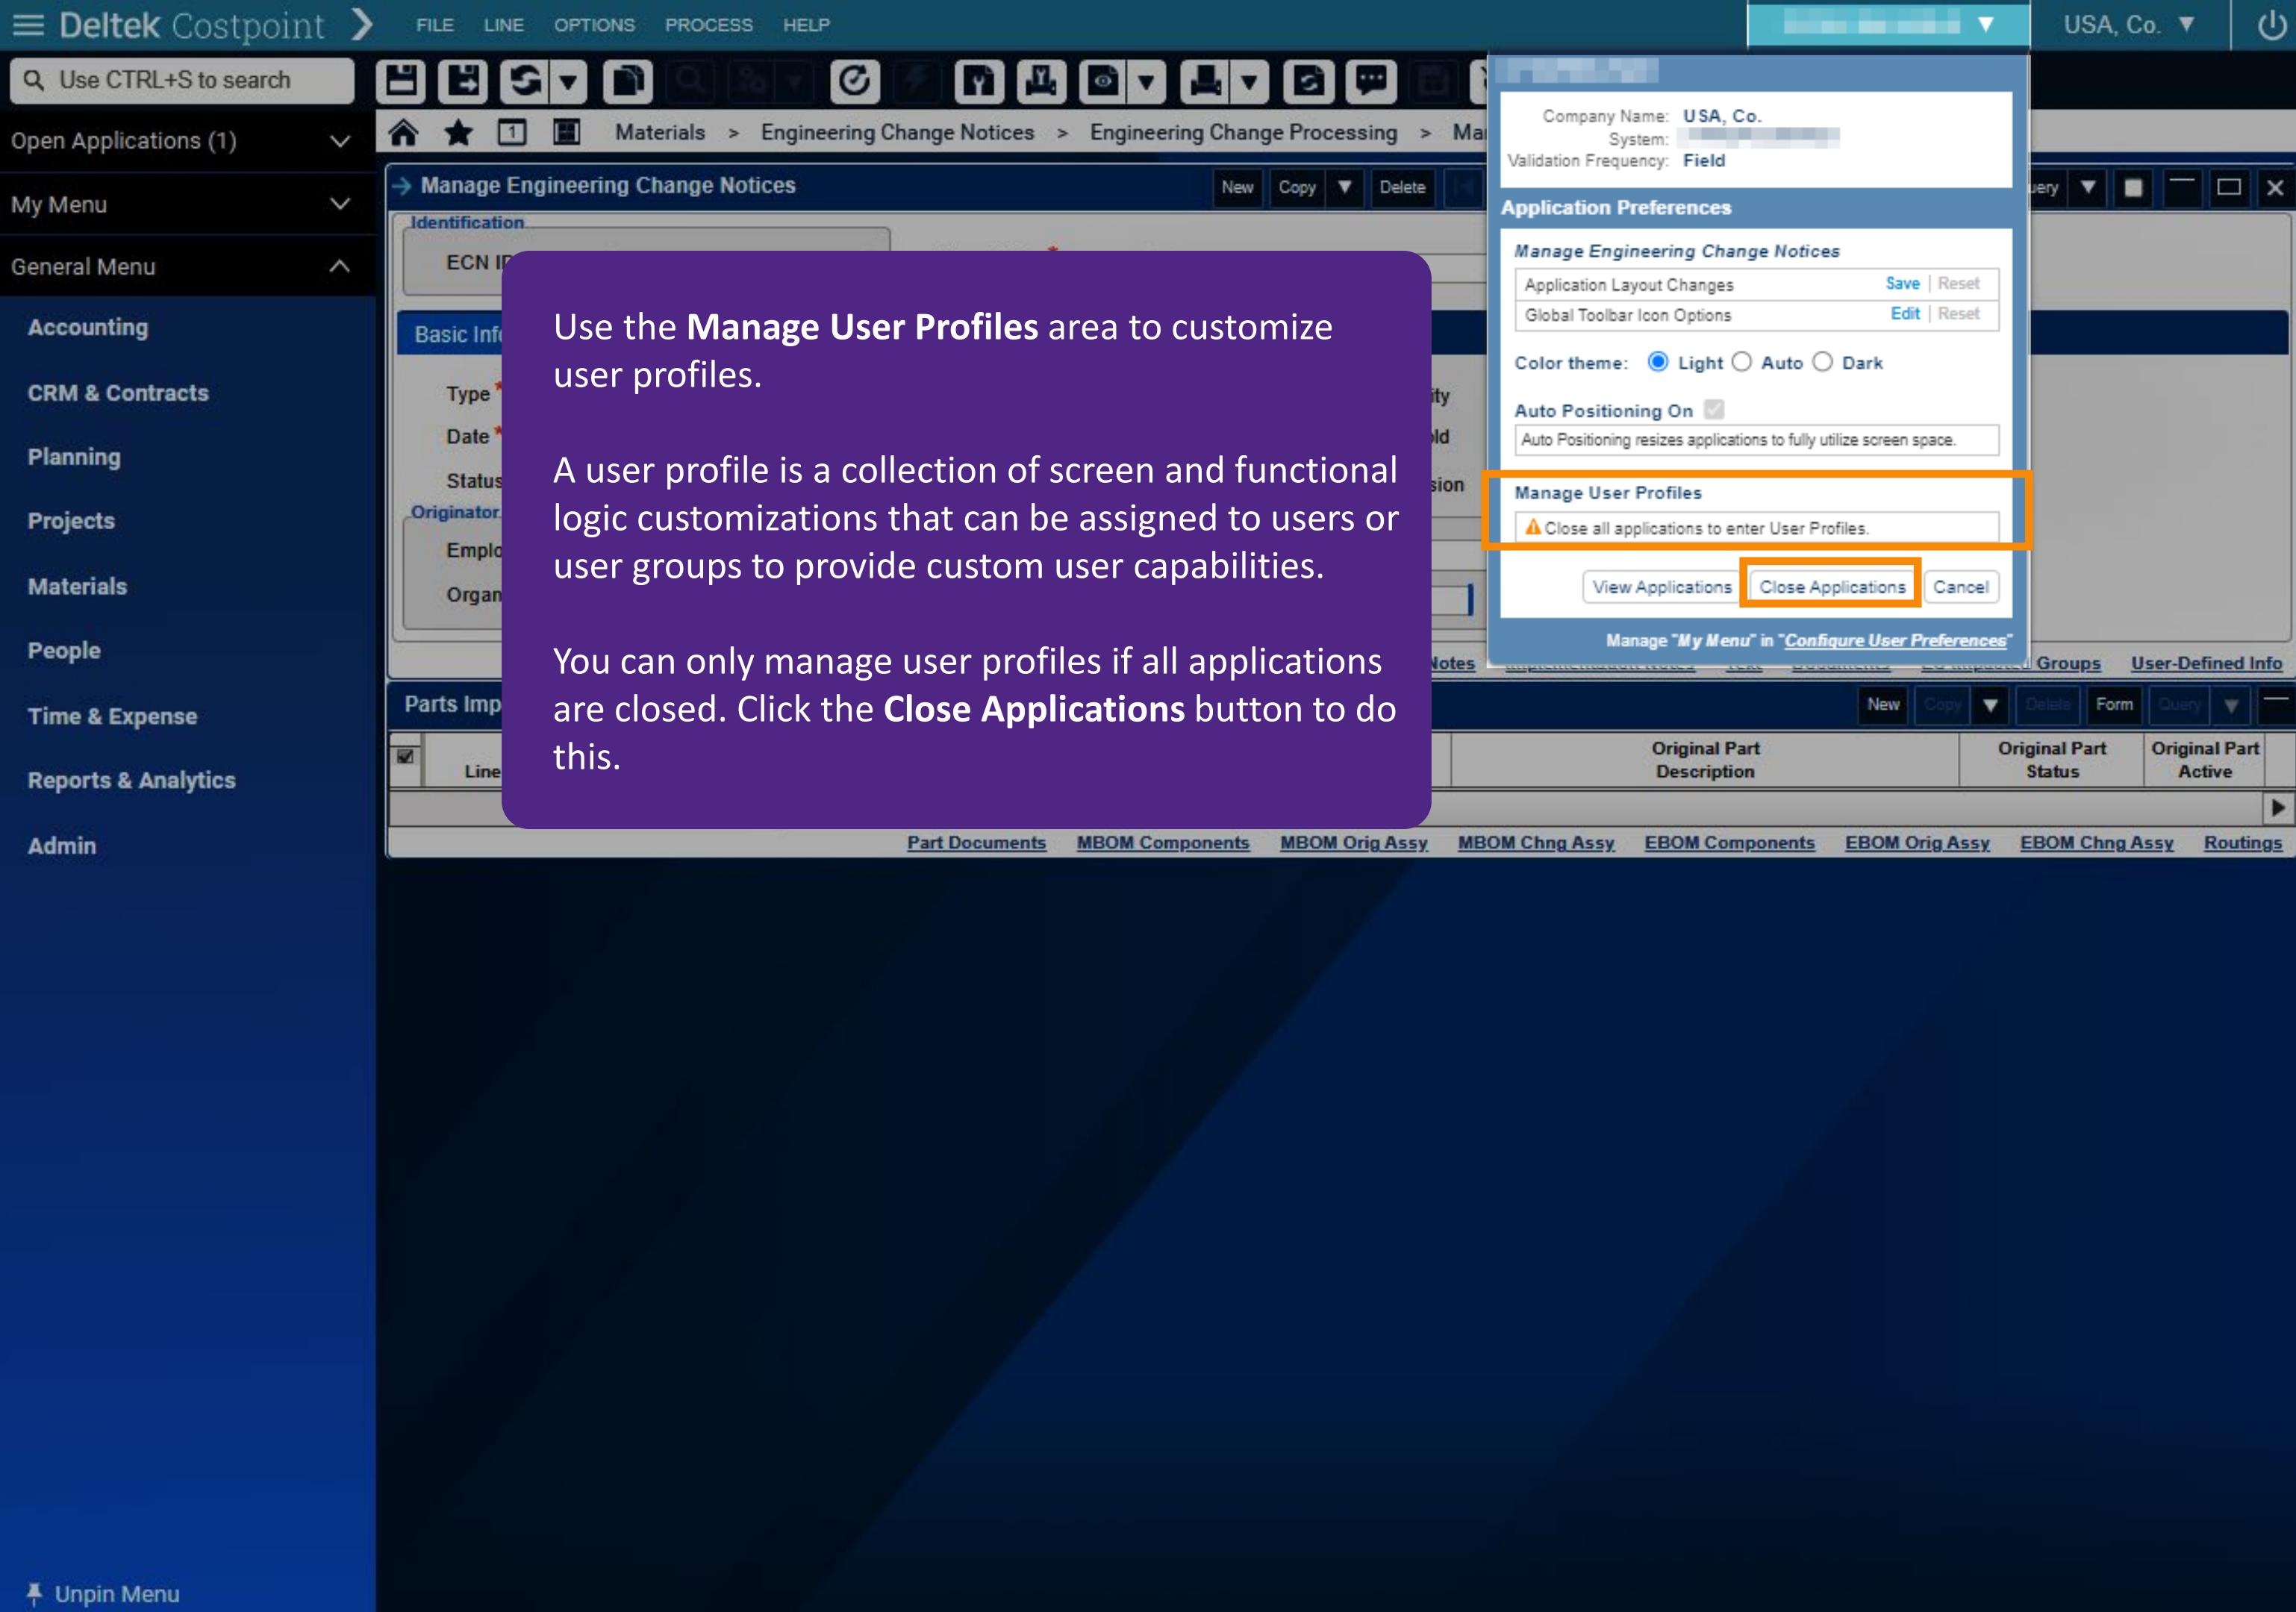 Deltek Costpoint
FILE LINE OPTIONS PROCESS HELP
USA, Co.
Use CTRL+S to search
Open Applications (1)
My Menu
General Menu
Accounting
CRM & Contracts
Planning
Projects
Materials
People
Time & Expense
Reports & Analytics
Admin
Unpin Menu
1
Materials > Engineering Change Notices > Engineering Change Processing >
Manage Engineering Change Notices
New Copy Delete
Identification
ECN
*
Type *
Date *
Status
Originator
Use the Manage User Profiles area to customize
user profiles.
A user profile is a collection of screen and functional
logic customizations that can be assigned to users or
user groups to provide custom user capabilities.
You can only manage user profiles if all applications
are closed. Click the Close Applications button to do
this.
Company Name: USA, Co.
System:
Validation Frequency: Field
Application Preferences
Manage Engineering Change Notices
Application Layout Changes Save | Reset
Global Toolbar Icon Options Edit | Reset
Color theme: Light Auto Dark
Auto Positioning On
Auto Positioning resizes applications to fully utilize screen space.
Manage User Profiles
Close all applications to enter User Profiles.
View Applications Close Applications Cancel
Manage "My Menu" in "Configure User Preferences"
Notes
Groups User-Defined Info
Parts
New Copy Delete Form Query
Line
Original Part
Description
Original Part
Status
Original Part
Active
Part Documents MBOM Components MBOM Orig Assy MBOM Chng Assy EBOM Components EBOM Orig Assy EBOM Chng Assy Routings